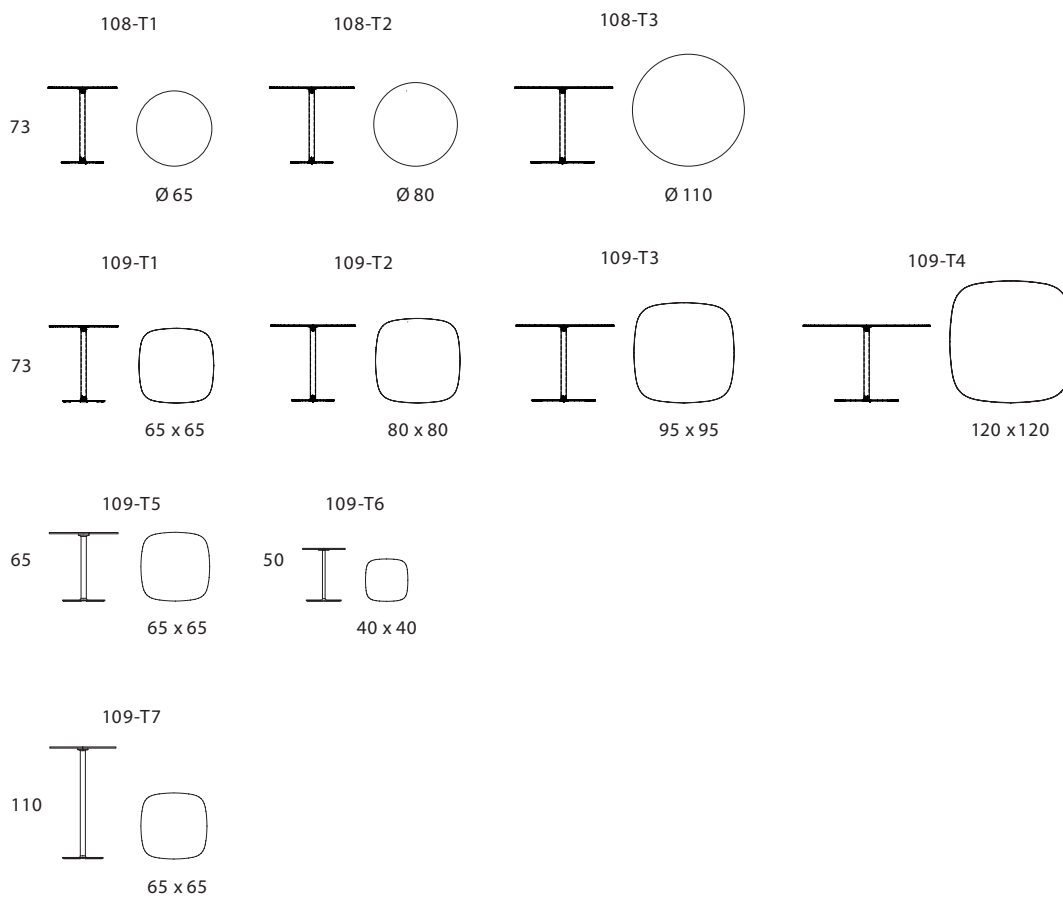 108-T1
108-T2
108-T3
73
Ø 65
Ø 80
Ø 110
109-T1
109-T2
109-T3
109-T4
73
65 x 65
80 x 80
95 x 95
120 x 120
109-T5
109-T6
65
50
65 x 65
40 x 40
109-T7
110
65 x 65